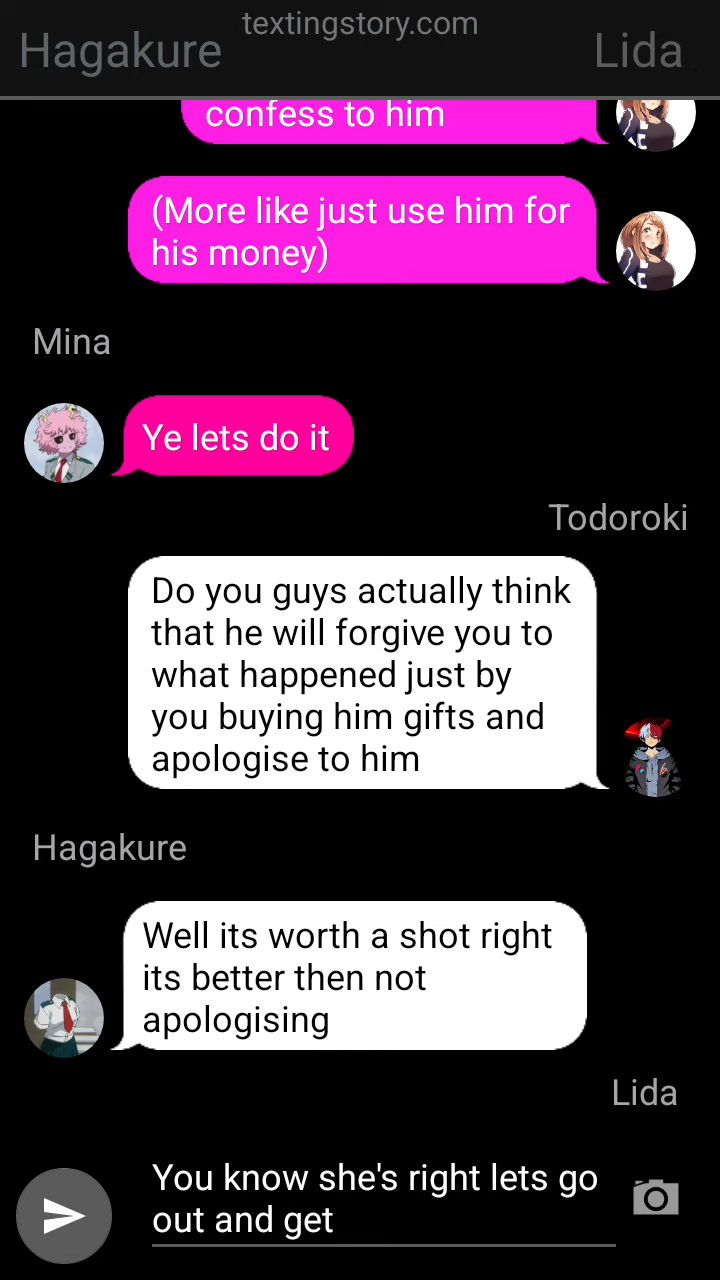 textingstory.com
Hagakure
Lida
confess to him
(More like just use him for
his money)
Mina
Ye lets do it
Todoroki
Do you guys actually think
that he will forgive you to
what happened just by
you buying him gifts and
apologise to him
Hagakure
Well its worth a shot right
its better then not
apologising
Lida
You know she's right lets go
out and get